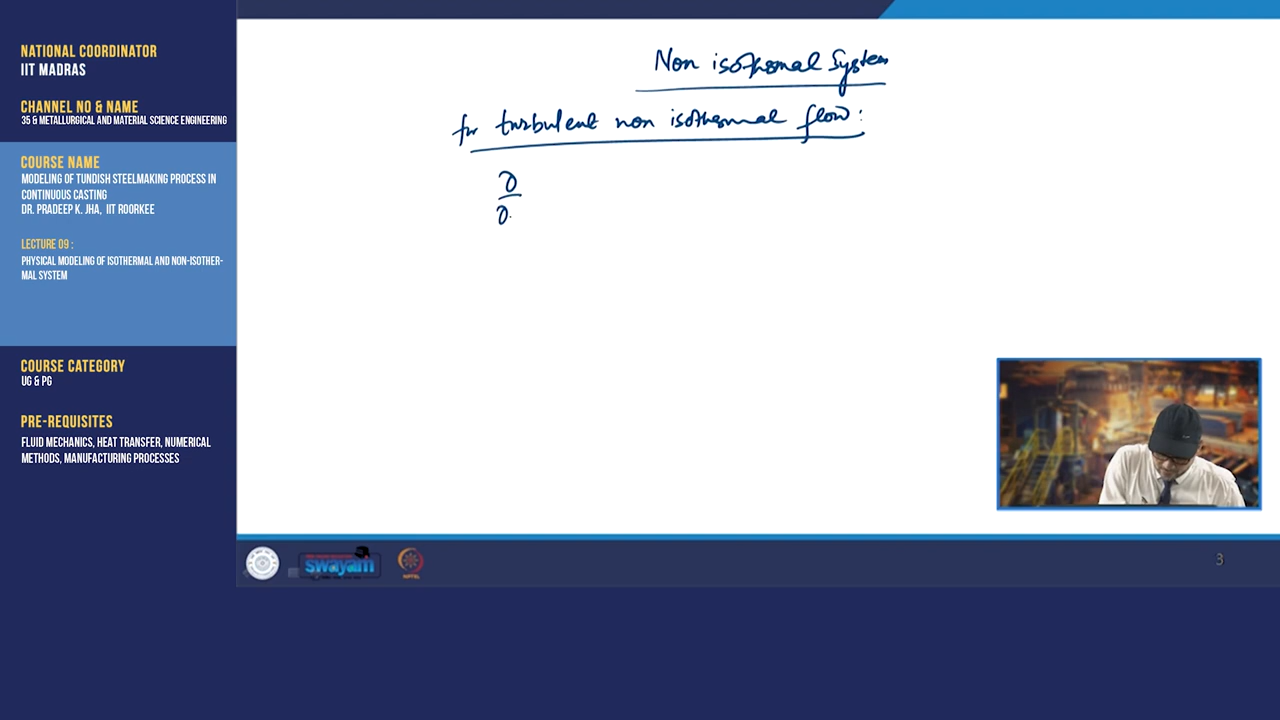 NATIONAL COORDINATOR
IIT MADRAS
CHANNEL NO & NAME
35 & METALLURGICAL AND MATERIAL SCIENCE ENGINEERING
COURSE NAME
MODELING OF TUNDISH STEELMAKING PROCESS IN
CONTINUOUS CASTING
DR. PRADEEP K. JHA, IIT ROORKEE
LECTURE 09 :
PHYSICAL MODELING OF ISOTHERMAL AND NON-ISOTHER-
MAL SYSTEM
COURSE CATEGORY
UG & PG
PRE-REQUISITES
FLUID MECHANICS, HEAT TRANSFER, NUMERICAL
METHODS, MANUFACTURING PROCESSES
Non isothermal System
for turbulent non isothermal flow:
∂
∂
swayam
3